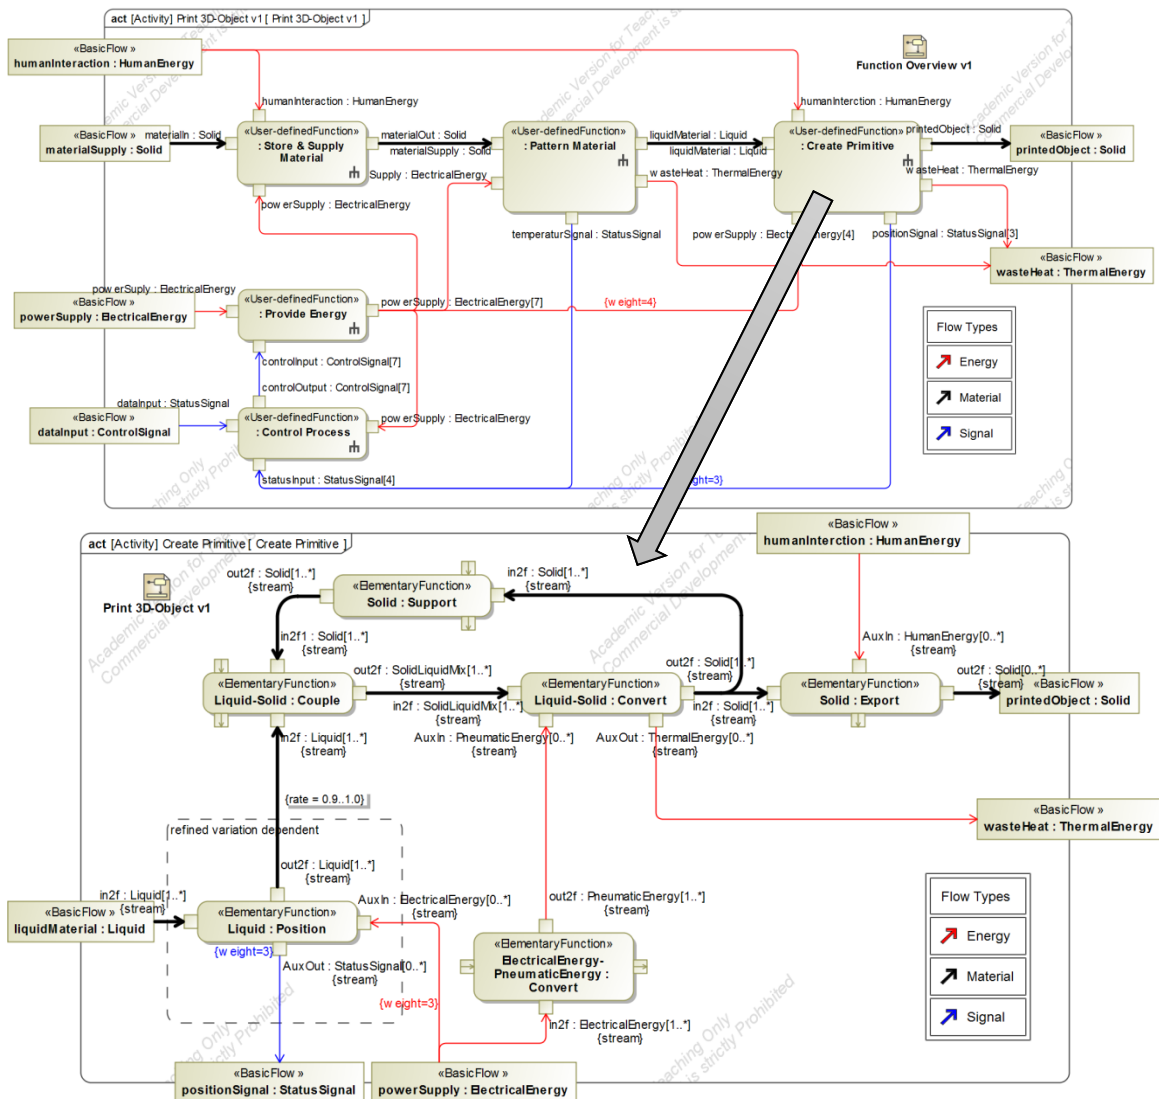 act [Activity] Print 3D-Object v1 [ Print 3D-Object v1 ]
«BasicFlow »
humanInteraction : HumanEnergy
Function Overview v1
humanInteraction : HumanEnergy
humanInterction : HumanEnergy
«BasicFlow »
materialSupply : Solid
materialIn : Solid
«User-definedFunction»
: Store & Supply
Material
materialOut : Solid
materialSupply : Solid
«User-definedFunction»
: Pattern Material
liquidMaterial : Liquid
liquidMaterial : Liquid
«User-definedFunction»
: Create Primitive
printedObject : Solid
«BasicFlow »
printedObject : Solid
Supply : ElectricalEnergy
wasteHeat : ThermalEnergy
wasteHeat : ThermalEnergy
powerSupply : ElectricalEnergy
temperaturSignal : StatusSignal
powerSupply : ElectricalEnergy[4]
positionSignal : StatusSignal[3]
«BasicFlow »
wasteHeat : ThermalEnergy
powerSupply : ElectricalEnergy
«BasicFlow »
powerSupply : ElectricalEnergy
«User-definedFunction»
: Provide Energy
powerSupply : ElectricalEnergy[7]
{weight=4}
controlInput : ControlSignal[7]
controlOutput : ControlSignal[7]
dataInput : StatusSignal
«BasicFlow »
dataInput : ControlSignal
«User-definedFunction»
: Control Process
powerSupply : ElectricalEnergy
statusInput : StatusSignal[4]
ght=3}
Flow Types
Energy
Material
Signal
act [Activity] Create Primitive [ Create Primitive ]
Print 3D-Object v1
«BasicFlow »
humanInterction : HumanEnergy
out2f : Solid[1..*]
{stream}
«ElementaryFunction»
Solid : Support
in2f : Solid[1..*]
{stream}
in2f1 : Solid[1..*]
{stream}
AuxIn : HumanEnergy[0..*]
{stream}
«ElementaryFunction»
Liquid-Solid : Couple
out2f : SolidLiquidMix[1..*]
{stream}
in2f : SolidLiquidMix[1..*]
{stream}
«ElementaryFunction»
Liquid-Solid : Convert
out2f : Solid[1..*]
{stream}
in2f : Solid[1..*]
{stream}
«ElementaryFunction»
Solid : Export
out2f : Solid[0..*]
{stream}
«BasicFlow »
printedObject : Solid
in2f : Liquid[1..*]
{stream}
AuxIn : PneumaticEnergy[0..*]
{stream}
AuxOut : ThermalEnergy[0..*]
{stream}
{rate = 0.9..1.0}
«BasicFlow »
wasteHeat : ThermalEnergy
refined variation dependent
out2f : Liquid[1..*]
{stream}
in2f : Liquid[1..*]
{stream}
«BasicFlow »
liquidMaterial : Liquid
«ElementaryFunction»
Liquid : Position
AuxIn : ElectricalEnergy[0..*]
{stream}
out2f : PneumaticEnergy[1..*]
{stream}
{weight=3}
AuxOut : StatusSignal[0..*]
{stream}
«ElementaryFunction»
ElectricalEnergy-
PneumaticEnergy :
Convert
{weight=3}
in2f : ElectricalEnergy[1..*]
{stream}
«BasicFlow »
positionSignal : StatusSignal
«BasicFlow »
powerSupply : ElectricalEnergy
Flow Types
Energy
Material
Signal